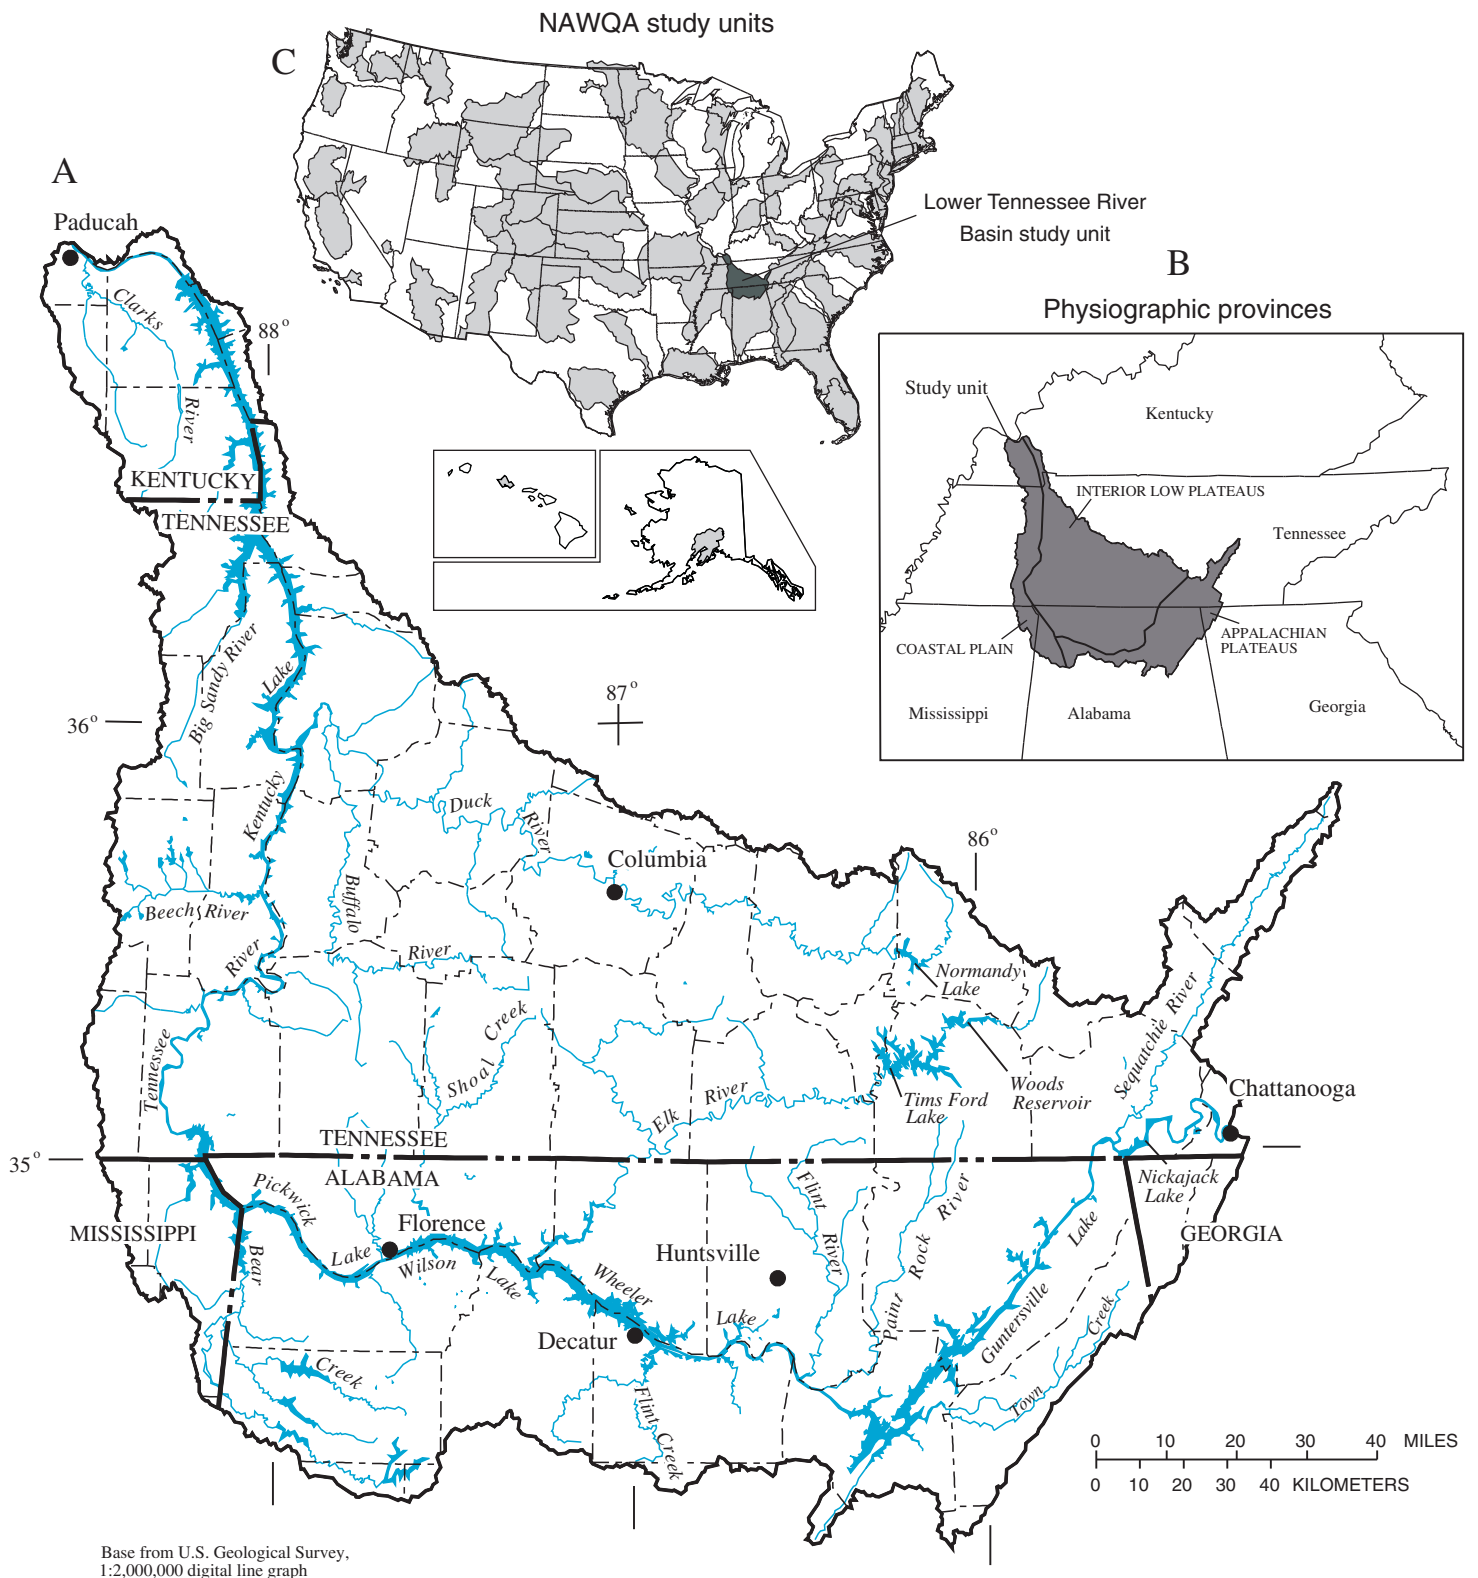 NAWQA study units
C
A
Paducah
Lower Tennessee River
Basin study unit
B
Physiographic provinces
Clarks
River
88°
Study unit
Kentucky
INTERIOR LOW PLATEAUS
Tennessee
COASTAL PLAIN
APPALACHIAN
PLATEAUS
Mississippi
Alabama
Georgia
KENTUCKY
TENNESSEE
Big Sandy River
Lake
36°
87°
Kentucky
Duck
River
Columbia
86°
Buffalo
Beech River
River
River
Normandy
Lake
Shoal Creek
Tennessee
Sequatchie River
Woods
Reservoir
Tims Ford
Lake
Chattanooga
Elk River
35°
TENNESSEE
ALABAMA
Pickwick
Lake
Flint
River
River
Rock
Paint
Nickajack
Lake
GEORGIA
MISSISSIPPI
Bear
Florence
Wilson
Lake
Huntsville
Wheeler
Lake
Lake
Guntersville
Decatur
Creek
Creek
Town
Flint Creek
0 10 20 30 40 MILES
0 10 20 30 40 KILOMETERS
Base from U.S. Geological Survey,
1:2,000,000 digital line graph